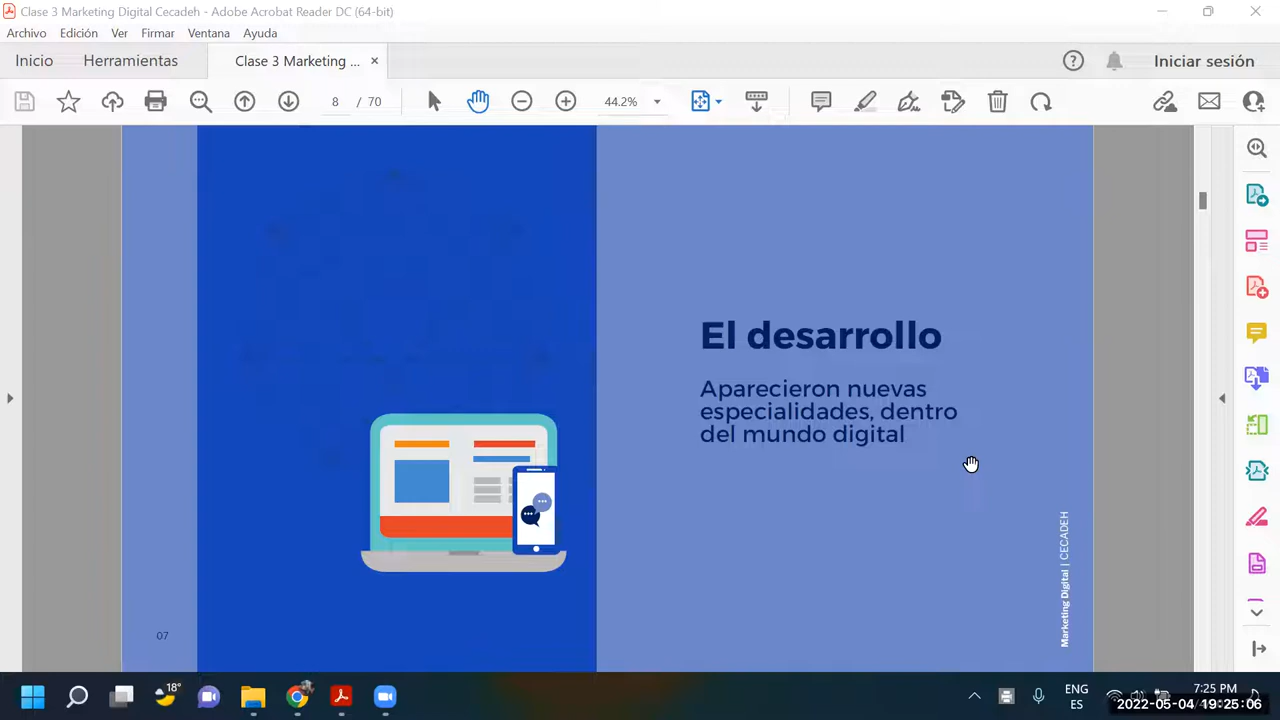 Clase 3 Marketing Digital Cecadeh - Adobe Acrobat Reader DC (64-bit)
Archivo Edición Ver Firmar Ventana Ayuda
Inicio Herramientas Clase 3 Marketing ... Iniciar sesión
8 / 70 44.2%
El desarrollo
Aparecieron nuevas
especialidades, dentro
del mundo digital
Marketing Digital | CECADEH
07
18°
ENG
ES
7:25 PM
2022-05-04 19:25:06